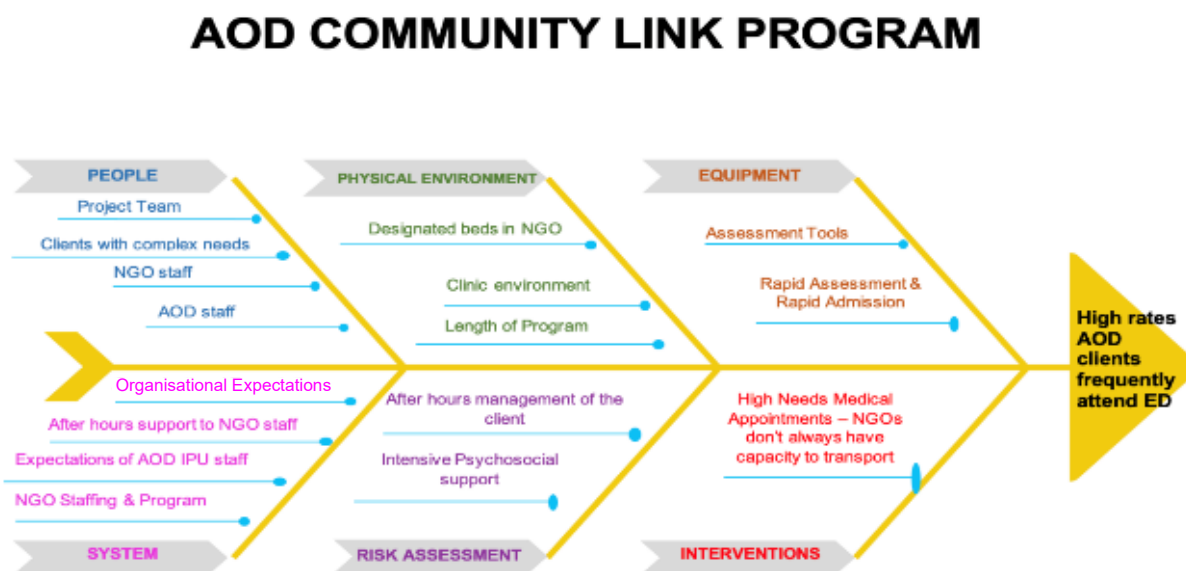 AOD COMMUNITY LINK PROGRAM
PEOPLE
Project Team
Clients with complex needs
NGO staff
AOD staff
PHYSICAL ENVIRONMENT
Designated beds in NGO
Clinic environment
Length of Program
EQUIPMENT
Assessment Tools
Rapid Assessment &
Rapid Admission
High rates
AOD
clients
frequently
attend ED
Organisational Expectations
After hours support to NGO staff
Expectations of AOD IPU staff
NGO Staffing & Program
SYSTEM
After hours management of the
client
Intensive Psychosocial
support
RISK ASSESSMENT
High Needs Medical
Appointments – NGOs
don't always have
capacity to transport
INTERVENTIONS